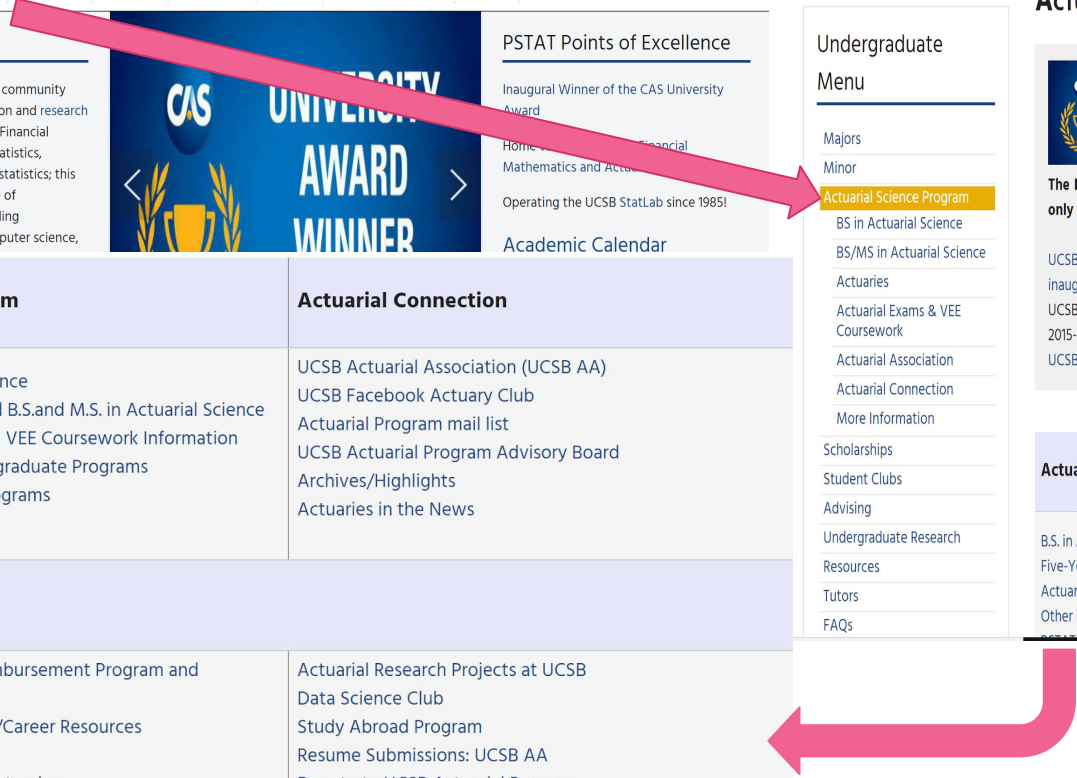 community
on and research
Financial
atistics,
statistics; this
of
ling
puter science,
CAS
UNIVERSITY
AWARD
WINNER
PSTAT Points of Excellence
Inaugural Winner of the CAS University
Award
Financial
Mathematics and
Operating the UCSB StatLab since 1985!
Academic Calendar
Undergraduate
Menu
Majors
Minor
Actuarial Science Program
BS in Actuarial Science
BS/MS in Actuarial Science
Actuaries
Actuarial Exams & VEE
Coursework
Actuarial Association
Actuarial Connection
More Information
Scholarships
Student Clubs
Advising
Undergraduate Research
Resources
Tutors
FAQs
The
only
UCSB
inaug
UCSB
2015-
UCSB
Actua
B.S. in
Five-Ye
Actuar
Other
m
Actuarial Connection
nce
B.S.and M.S. in Actuarial Science
VEE Coursework Information
graduate Programs
ograms
UCSB Actuarial Association (UCSB AA)
UCSB Facebook Actuary Club
Actuarial Program mail list
UCSB Actuarial Program Advisory Board
Archives/Highlights
Actuaries in the News
nbursement Program and
/Career Resources
Actuarial Research Projects at UCSB
Data Science Club
Study Abroad Program
Resume Submissions: UCSB AA